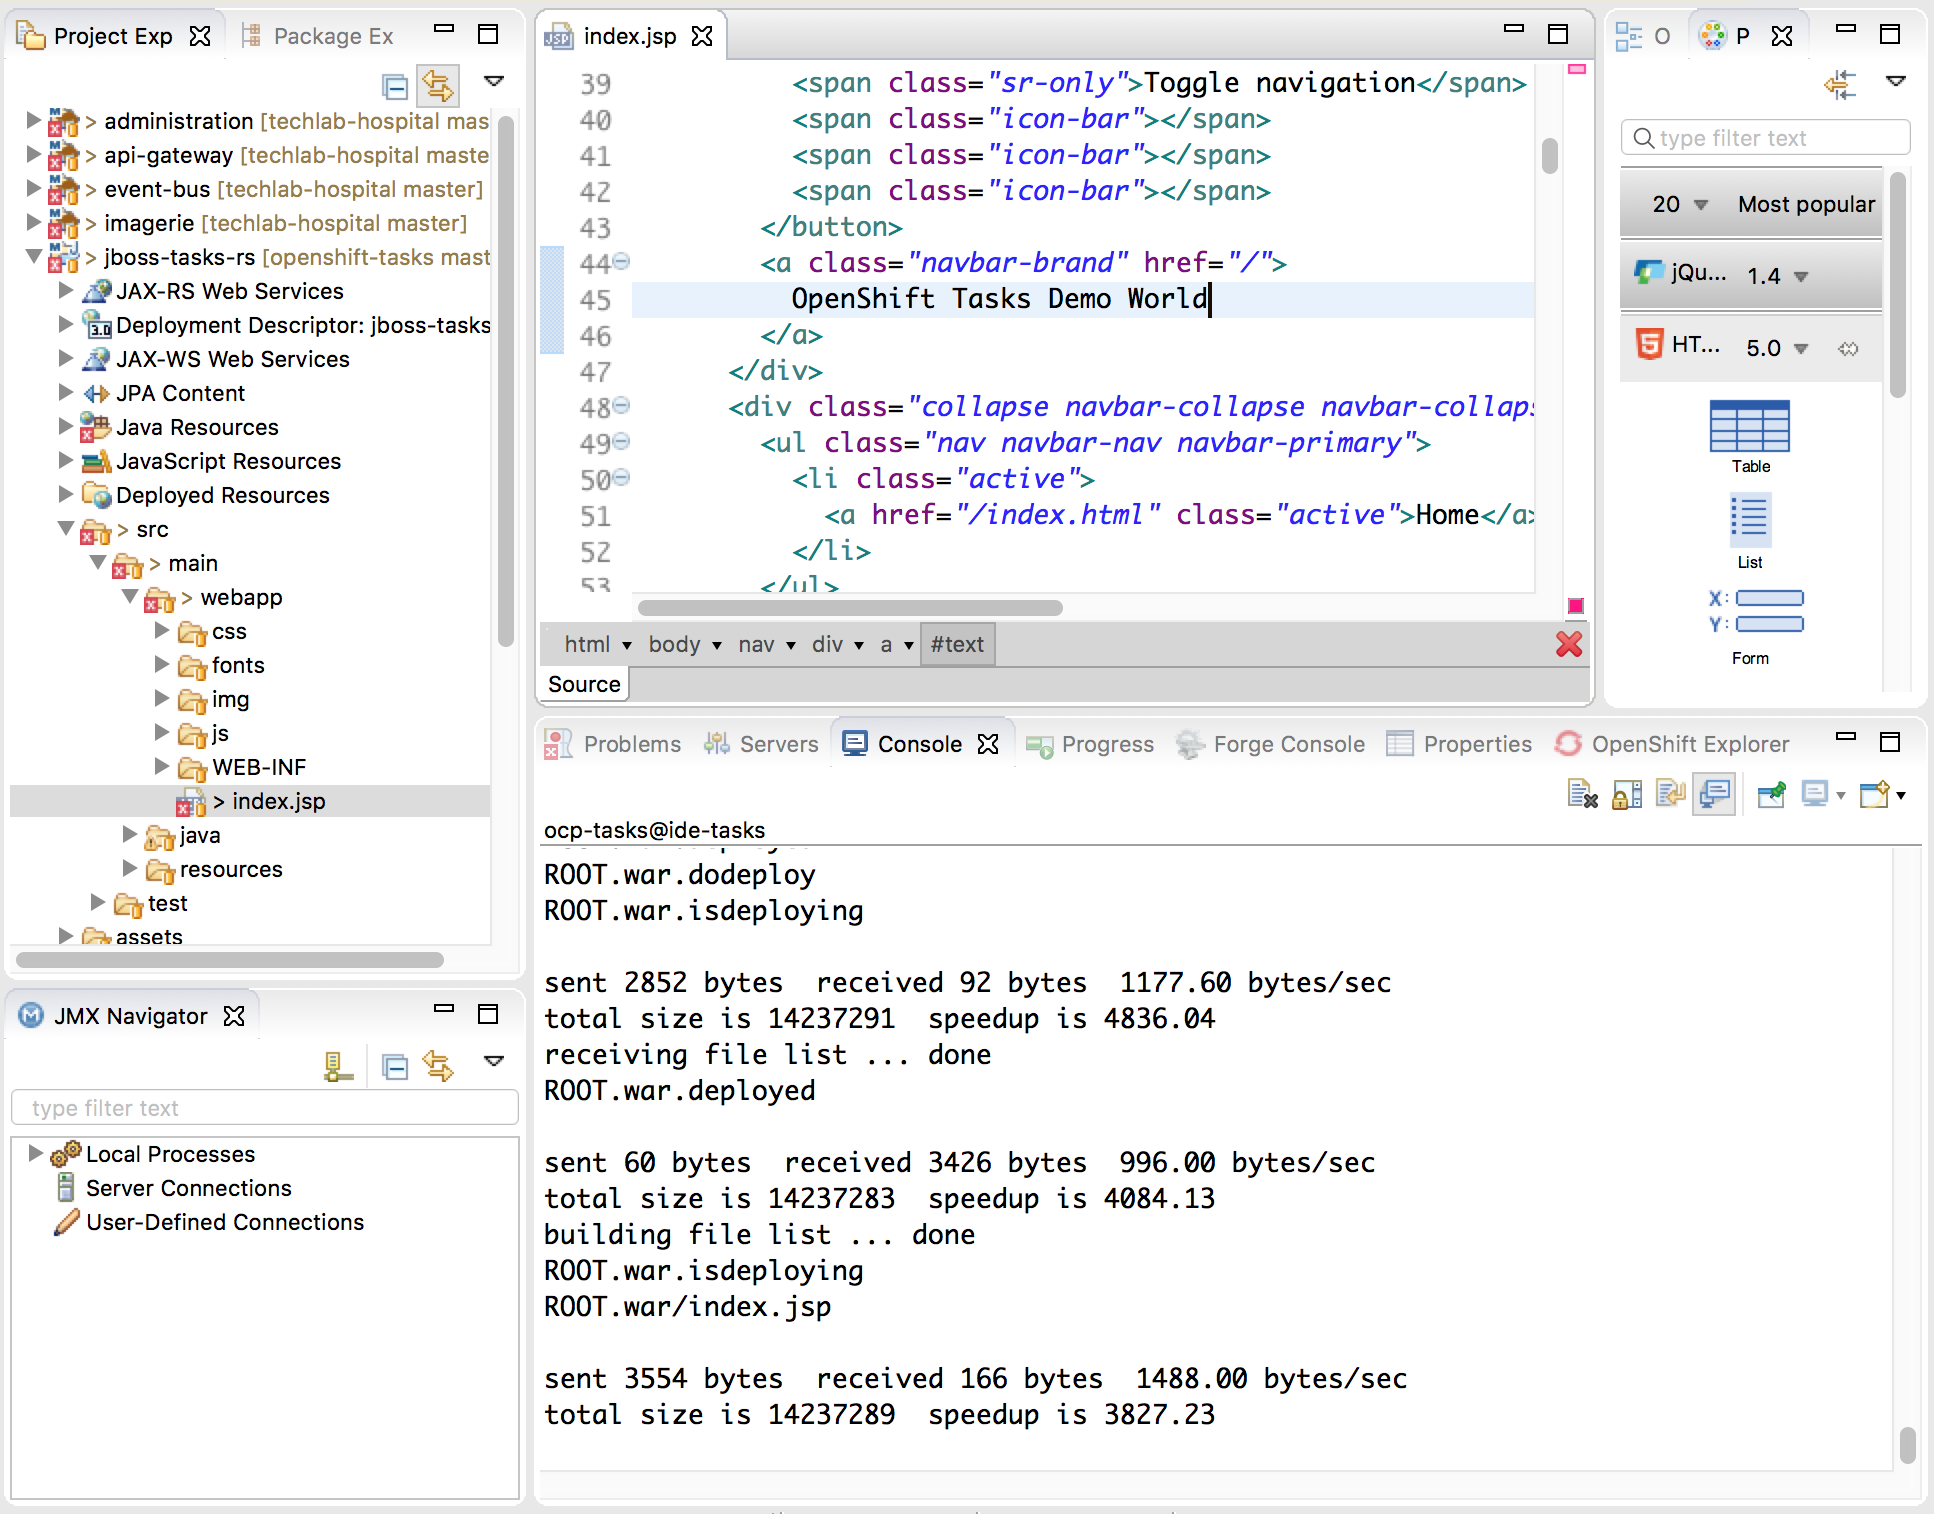 Project Exp
Package Ex
> administration [techlab-hospital mas
> api-gateway [techlab-hospital maste
> event-bus [techlab-hospital master]
> imagerie [techlab-hospital master]
> jboss-tasks-rs [openshift-tasks mast
JAX-RS Web Services
3.0 Deployment Descriptor: jboss-tasks
JAX-WS Web Services
JPA Content
Java Resources
JavaScript Resources
Deployed Resources
> src
> main
> webapp
css
fonts
img
js
WEB-INF
> index.jsp
java
resources
test
assets
JMX Navigator
type filter text
Local Processes
Server Connections
User-Defined Connections
JSP index.jsp
39 <span class="sr-only">Toggle navigation</span>
40 <span class="icon-bar"></span>
41 <span class="icon-bar"></span>
42 <span class="icon-bar"></span>
43 </button>
44 <a class="navbar-brand" href="/">
45 OpenShift Tasks Demo World
46 </a>
47 </div>
48 <div class="collapse navbar-collapse navbar-collaps
49 <ul class="nav navbar-nav navbar-primary">
50 <li class="active">
51 <a href="/index.html" class="active">Home</a>
52 </li>
53 </ul>
html body nav div a #text
Source
O
P
type filter text
20 Most popular
jQu... 1.4
5 HT... 5.0
Table
List
X:
Y:
Form
Problems Servers Console Progress Forge Console Properties OpenShift Explorer
ocp-tasks@ide-tasks
ROOT.war.dodeploy
ROOT.war.isdeploying
sent 2852 bytes  received 92 bytes  1177.60 bytes/sec
total size is 14237291  speedup is 4836.04
receiving file list ... done
ROOT.war.deployed
sent 60 bytes  received 3426 bytes  996.00 bytes/sec
total size is 14237283  speedup is 4084.13
building file list ... done
ROOT.war.isdeploying
ROOT.war/index.jsp
sent 3554 bytes  received 166 bytes  1488.00 bytes/sec
total size is 14237289  speedup is 3827.23